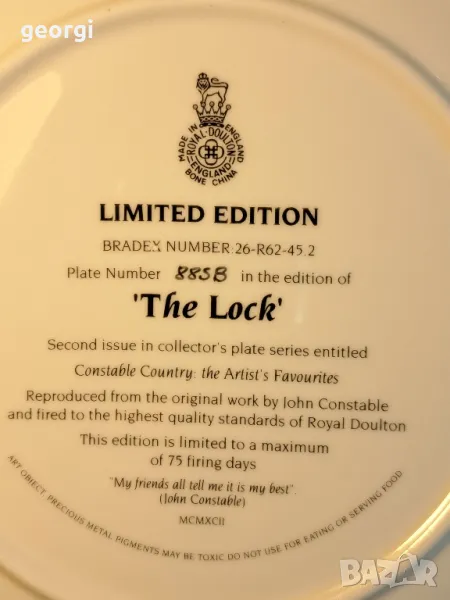 georgi
MADE IN ENGLAND
ROYAL·DOULTON
ENGLAND
BONE CHINA
LIMITED EDITION
BRADEX NUMBER:26-R62-45.2
Plate Number 885B in the edition of
'The Lock'
Second issue in collector's plate series entitled
Constable Country: the Artist's Favourites
Reproduced from the original work by John Constable
and fired to the highest quality standards of Royal Doulton
This edition is limited to a maximum
of 75 firing days
"My friends all tell me it is my best".
(John Constable)
MCMXCII
ART OBJECT. PRECIOUS METAL PIGMENTS MAY BE TOXIC DO NOT USE FOR EATING OR SERVING FOOD
BAZAR
.bg